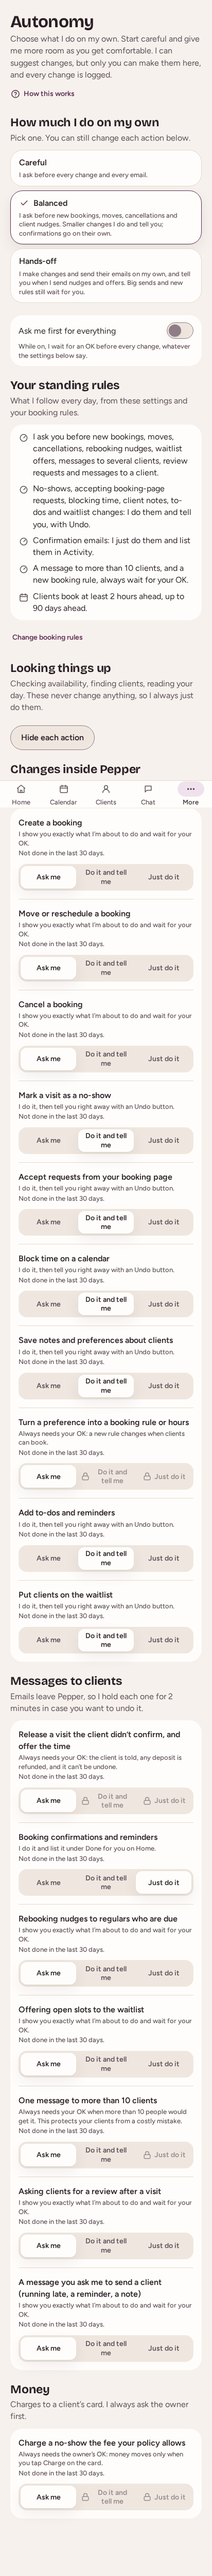 Autonomy
Choose what I do on my own. Start careful and give
me more room as you get comfortable. I can
suggest changes, but only you can make them here,
and every change is logged.
How this works
How much I do on my own
Pick one. You can still change each action below.
Careful
I ask before every change and every email.
Balanced
I ask before new bookings, moves, cancellations and
client nudges. Smaller changes I do and tell you;
confirmations go on their own.
Hands-off
I make changes and send their emails on my own, and tell
you when I send nudges and offers. Big sends and new
rules still wait for you.
Ask me first for everything
While on, I wait for an OK before every change, whatever
the settings below say.
Your standing rules
What I follow every day, from these settings and
your booking rules.
I ask you before new bookings, moves,
cancellations, rebooking nudges, waitlist
offers, messages to several clients, review
requests and messages to a client.
No-shows, accepting booking-page
requests, blocking time, client notes, to-
dos and waitlist changes: I do them and tell
you, with Undo.
Confirmation emails: I just do them and list
them in Activity.
A message to more than 10 clients, and a
new booking rule, always wait for your OK.
Clients book at least 2 hours ahead, up to
90 days ahead.
Change booking rules
Looking things up
Checking availability, finding clients, reading your
day. These never change anything, so I always just
do them.
Hide each action
Changes inside Pepper
Home
Calendar
Clients
Chat
More
Create a booking
I show you exactly what I'm about to do and wait for your
OK.
Not done in the last 30 days.
Ask me
Do it and tell
me
Just do it
Move or reschedule a booking
I show you exactly what I'm about to do and wait for your
OK.
Not done in the last 30 days.
Ask me
Do it and tell
me
Just do it
Cancel a booking
I show you exactly what I'm about to do and wait for your
OK.
Not done in the last 30 days.
Ask me
Do it and tell
me
Just do it
Mark a visit as a no-show
I do it, then tell you right away with an Undo button.
Not done in the last 30 days.
Ask me
Do it and tell
me
Just do it
Accept requests from your booking page
I do it, then tell you right away with an Undo button.
Not done in the last 30 days.
Ask me
Do it and tell
me
Just do it
Block time on a calendar
I do it, then tell you right away with an Undo button.
Not done in the last 30 days.
Ask me
Do it and tell
me
Just do it
Save notes and preferences about clients
I do it, then tell you right away with an Undo button.
Not done in the last 30 days.
Ask me
Do it and tell
me
Just do it
Turn a preference into a booking rule or hours
Always needs your OK: a new rule changes when clients
can book.
Not done in the last 30 days.
Ask me
Do it and
tell me
Just do it
Add to-dos and reminders
I do it, then tell you right away with an Undo button.
Not done in the last 30 days.
Ask me
Do it and tell
me
Just do it
Put clients on the waitlist
I do it, then tell you right away with an Undo button.
Not done in the last 30 days.
Ask me
Do it and tell
me
Just do it
Messages to clients
Emails leave Pepper, so I hold each one for 2
minutes in case you want to undo it.
Release a visit the client didn't confirm, and
offer the time
Always needs your OK: the client is told, any deposit is
refunded, and it can't be undone.
Not done in the last 30 days.
Ask me
Do it and
tell me
Just do it
Booking confirmations and reminders
I do it and list it under Done for you on Home.
Not done in the last 30 days.
Ask me
Do it and tell
me
Just do it
Rebooking nudges to regulars who are due
I show you exactly what I'm about to do and wait for your
OK.
Not done in the last 30 days.
Ask me
Do it and tell
me
Just do it
Offering open slots to the waitlist
I show you exactly what I'm about to do and wait for your
OK.
Not done in the last 30 days.
Ask me
Do it and tell
me
Just do it
One message to more than 10 clients
Always needs your OK when more than 10 people would
get it. This protects your clients from a costly mistake.
Not done in the last 30 days.
Ask me
Do it and tell
me
Just do it
Asking clients for a review after a visit
I show you exactly what I'm about to do and wait for your
OK.
Not done in the last 30 days.
Ask me
Do it and tell
me
Just do it
A message you ask me to send a client
(running late, a reminder, a note)
I show you exactly what I'm about to do and wait for your
OK.
Not done in the last 30 days.
Ask me
Do it and tell
me
Just do it
Money
Charges to a client's card. I always ask the owner
first.
Charge a no-show the fee your policy allows
Always needs the owner's OK: money moves only when
you tap Charge on the card.
Not done in the last 30 days.
Ask me
Do it and
tell me
Just do it